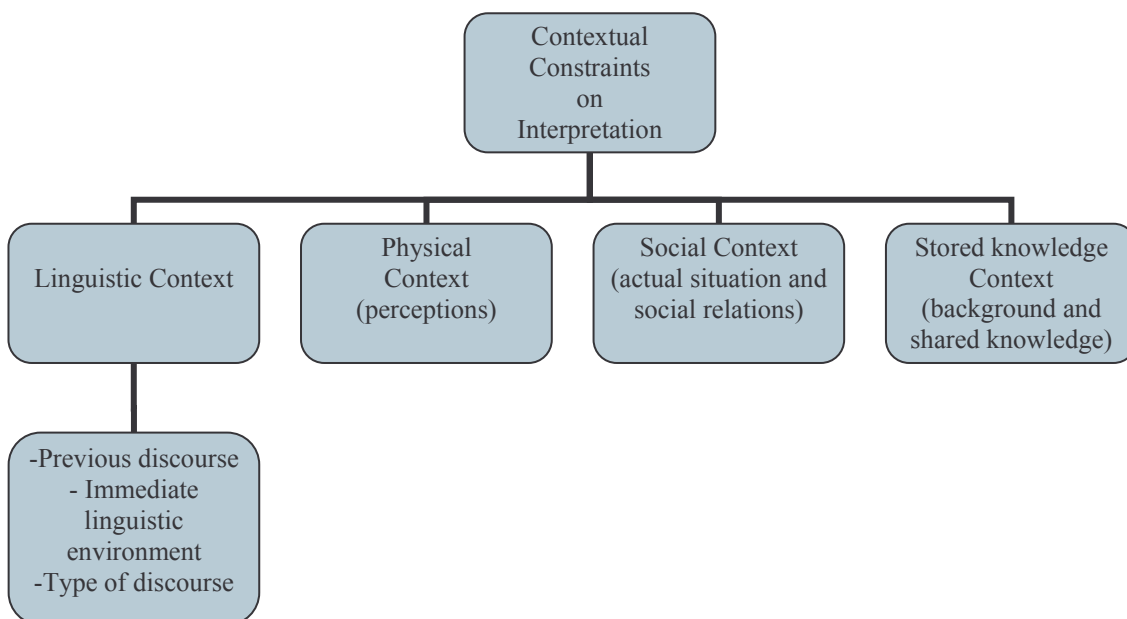 Contextual
Constraints
on
Interpretation
Linguistic Context
Physical
Context
(perceptions)
Social Context
(actual situation and
social relations)
Stored knowledge
Context
(background and
shared knowledge)
-Previous discourse
- Immediate
linguistic
environment
-Type of discourse